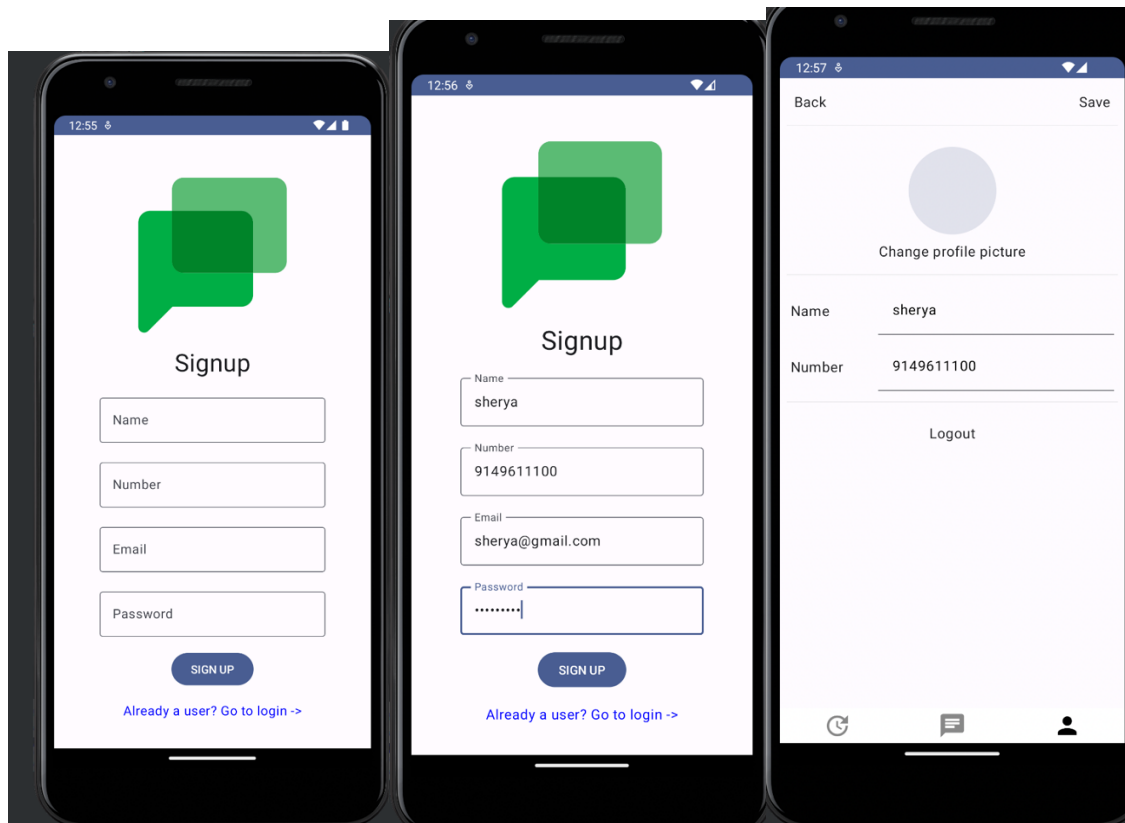 12:55
Signup
Name
Number
Email
Password
SIGN UP
Already a user? Go to login ->
12:56
Signup
Name
sherya
Number
9149611100
Email
sherya@gmail.com
Password
•••••••••
SIGN UP
Already a user? Go to login ->
12:57
Back Save
Change profile picture
Name sherya
Number 9149611100
Logout